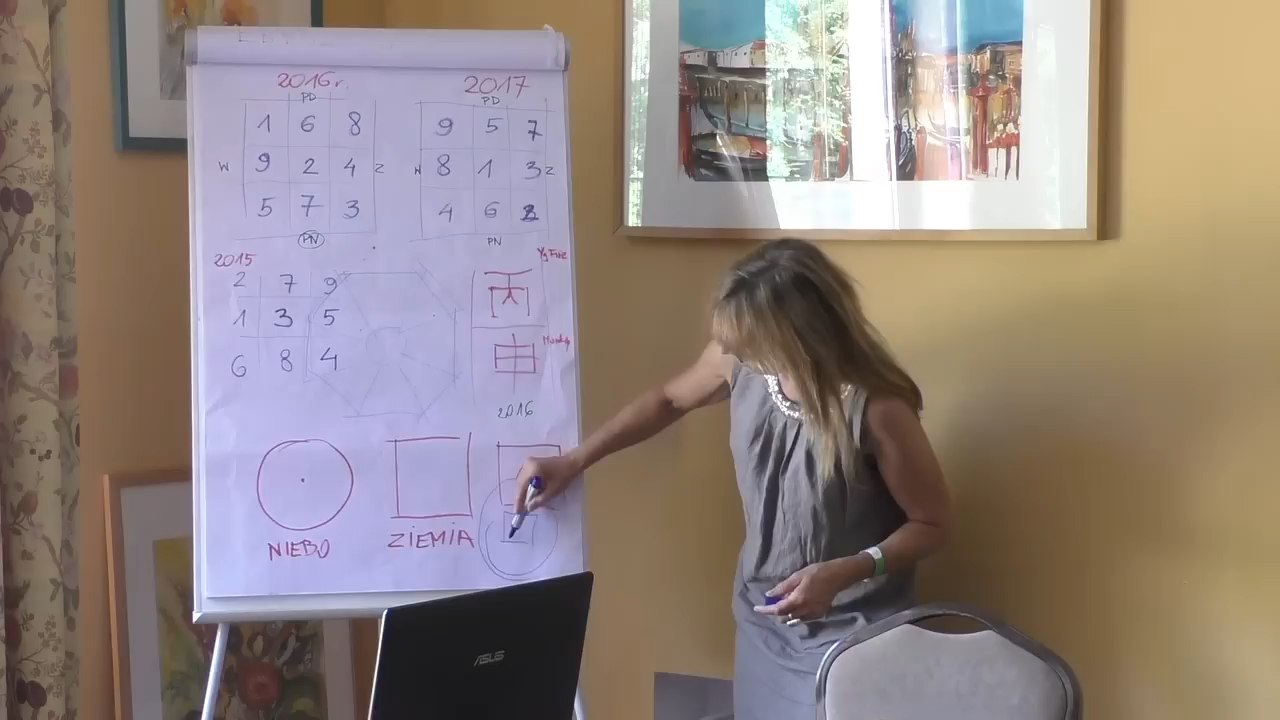 2016 r.
PD
1 6 8
W 9 2 4 Z
5 7 3
PN
2017
PD
9 5 7
W 8 1 3 Z
4 6 2
PN
2015
2 7 9
1 3 5
6 8 4
Yg Fire
2016
NIEBO
ZIEMIA
ASUS